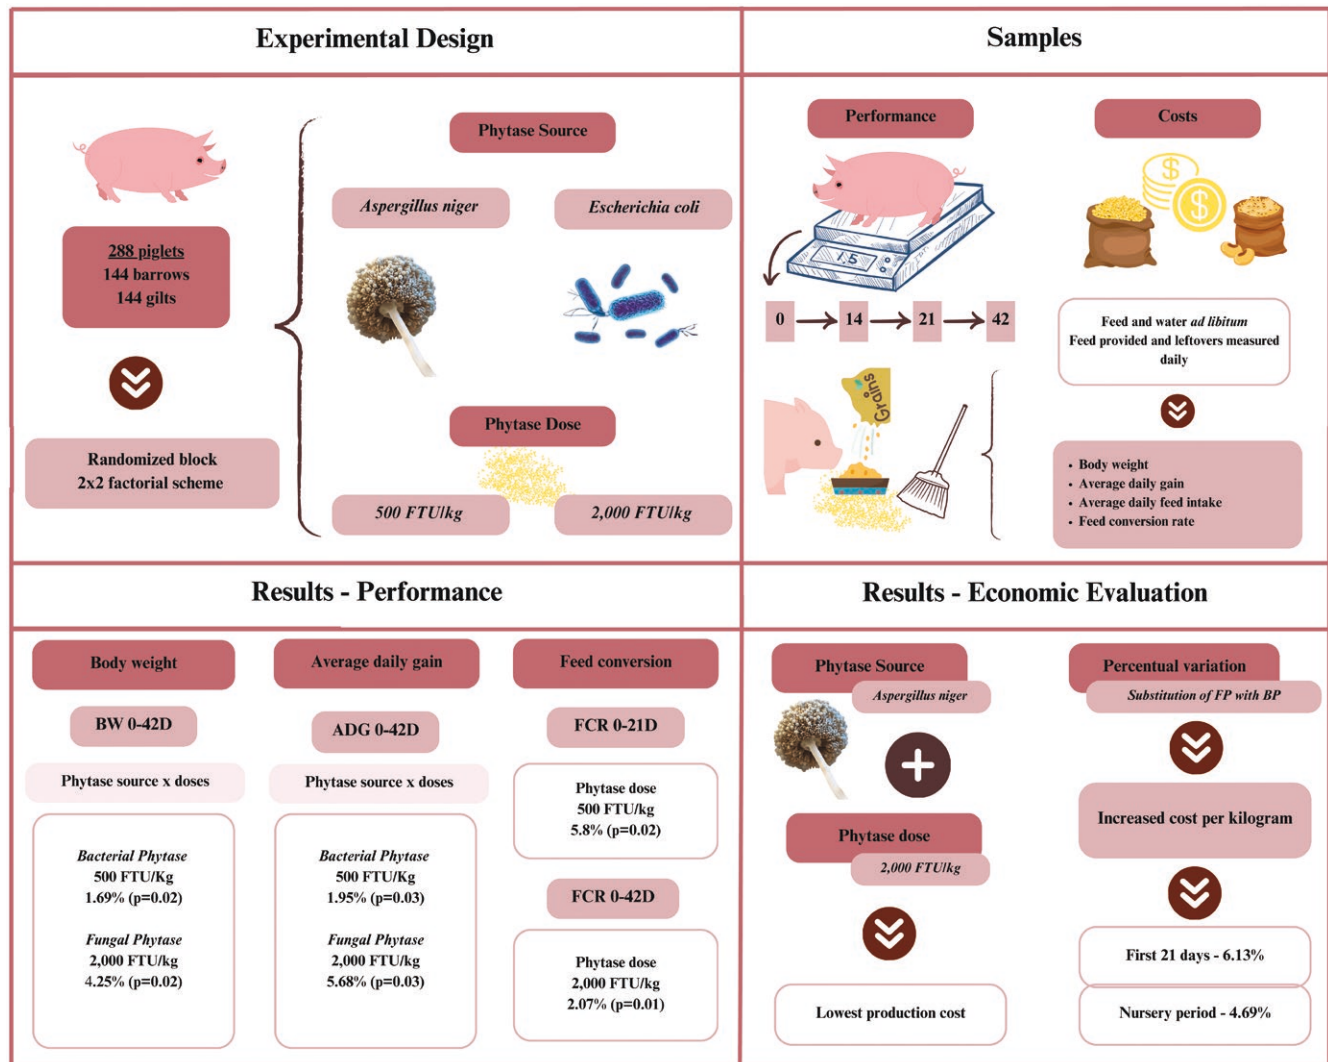 Experimental Design
288 piglets
144 barrows
144 gilts
Randomized block
2x2 factorial scheme
Phytase Source
Aspergillus niger
Escherichia coli
Phytase Dose
500 FTU/kg
2,000 FTU/kg
Samples
Performance
1.5
0
14
21
42
Grains
Costs
$
$
Feed and water ad libitum
Feed provided and leftovers measured
daily
• Body weight
• Average daily gain
• Average daily feed intake
• Feed conversion rate
Results - Performance
Body weight
BW 0-42D
Phytase source x doses
Bacterial Phytase
500 FTU/Kg
1.69% (p=0.02)
Fungal Phytase
2,000 FTU/kg
4.25% (p=0.02)
Average daily gain
ADG 0-42D
Phytase source x doses
Bacterial Phytase
500 FTU/Kg
1.95% (p=0.03)
Fungal Phytase
2,000 FTU/kg
5.68% (p=0.03)
Feed conversion
FCR 0-21D
Phytase dose
500 FTU/kg
5.8% (p=0.02)
FCR 0-42D
Phytase dose
2,000 FTU/kg
2.07% (p=0.01)
Results - Economic Evaluation
Phytase Source
Aspergillus niger
Phytase dose
2,000 FTU/kg
Lowest production cost
Percentual variation
Substitution of FP with BP
Increased cost per kilogram
First 21 days - 6.13%
Nursery period - 4.69%